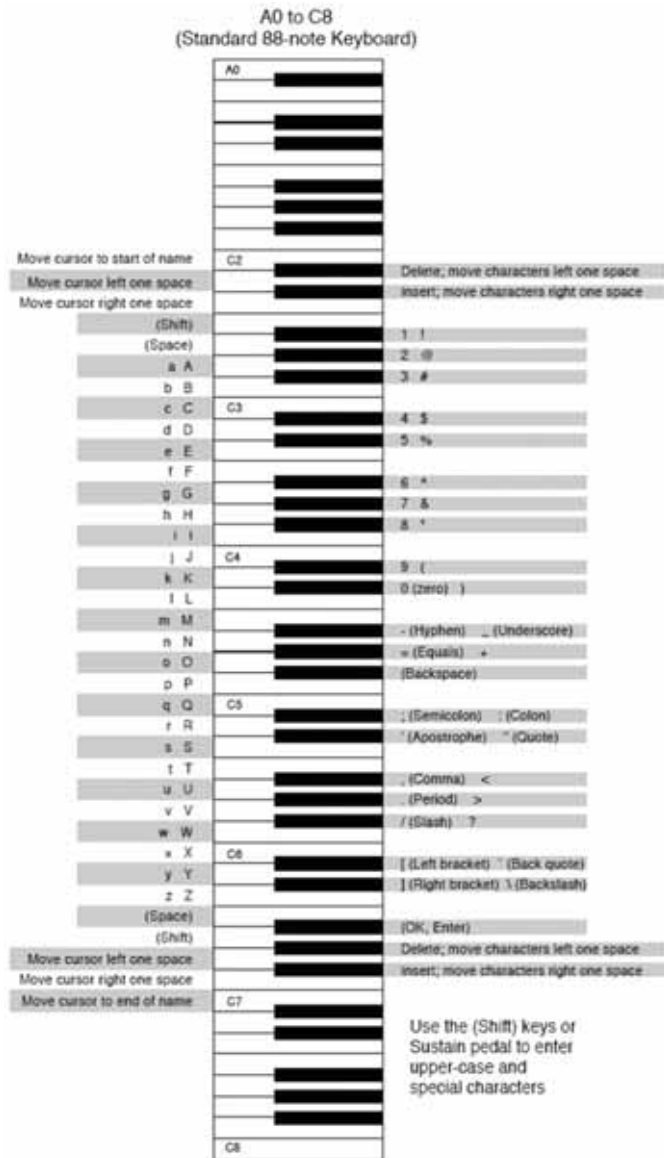 A0 to C8
(Standard 88-note Keyboard)
A0
Move cursor to start of name C2 Delete; move characters left one space
Move cursor left one space
Move cursor right one space Insert; move characters right one space
(Shift)
(Space) 1 !
a A 2 @
b B 3 #
c C C3
d D 4 $
e E 5 %
f F
g G 6 ^
h H 7 &
i I 8 *
j J C4
k K 9 (
l L 0 (zero) )
m M
n N - (Hyphen) _ (Underscore)
o O = (Equals) +
p P (Backspace)
q Q C5
r R ; (Semicolon) : (Colon)
s S ' (Apostrophe) " (Quote)
t T
u U , (Comma) <
v V . (Period) >
w W / (Slash) ?
x X C6
y Y [ (Left bracket) ` (Back quote)
z Z ] (Right bracket) \ (Backslash)
(Space)
(Shift) (OK, Enter)
Move cursor left one space Delete; move characters left one space
Move cursor right one space Insert; move characters right one space
Move cursor to end of name C7
Use the (Shift) keys or
Sustain pedal to enter
upper-case and
special characters
C8